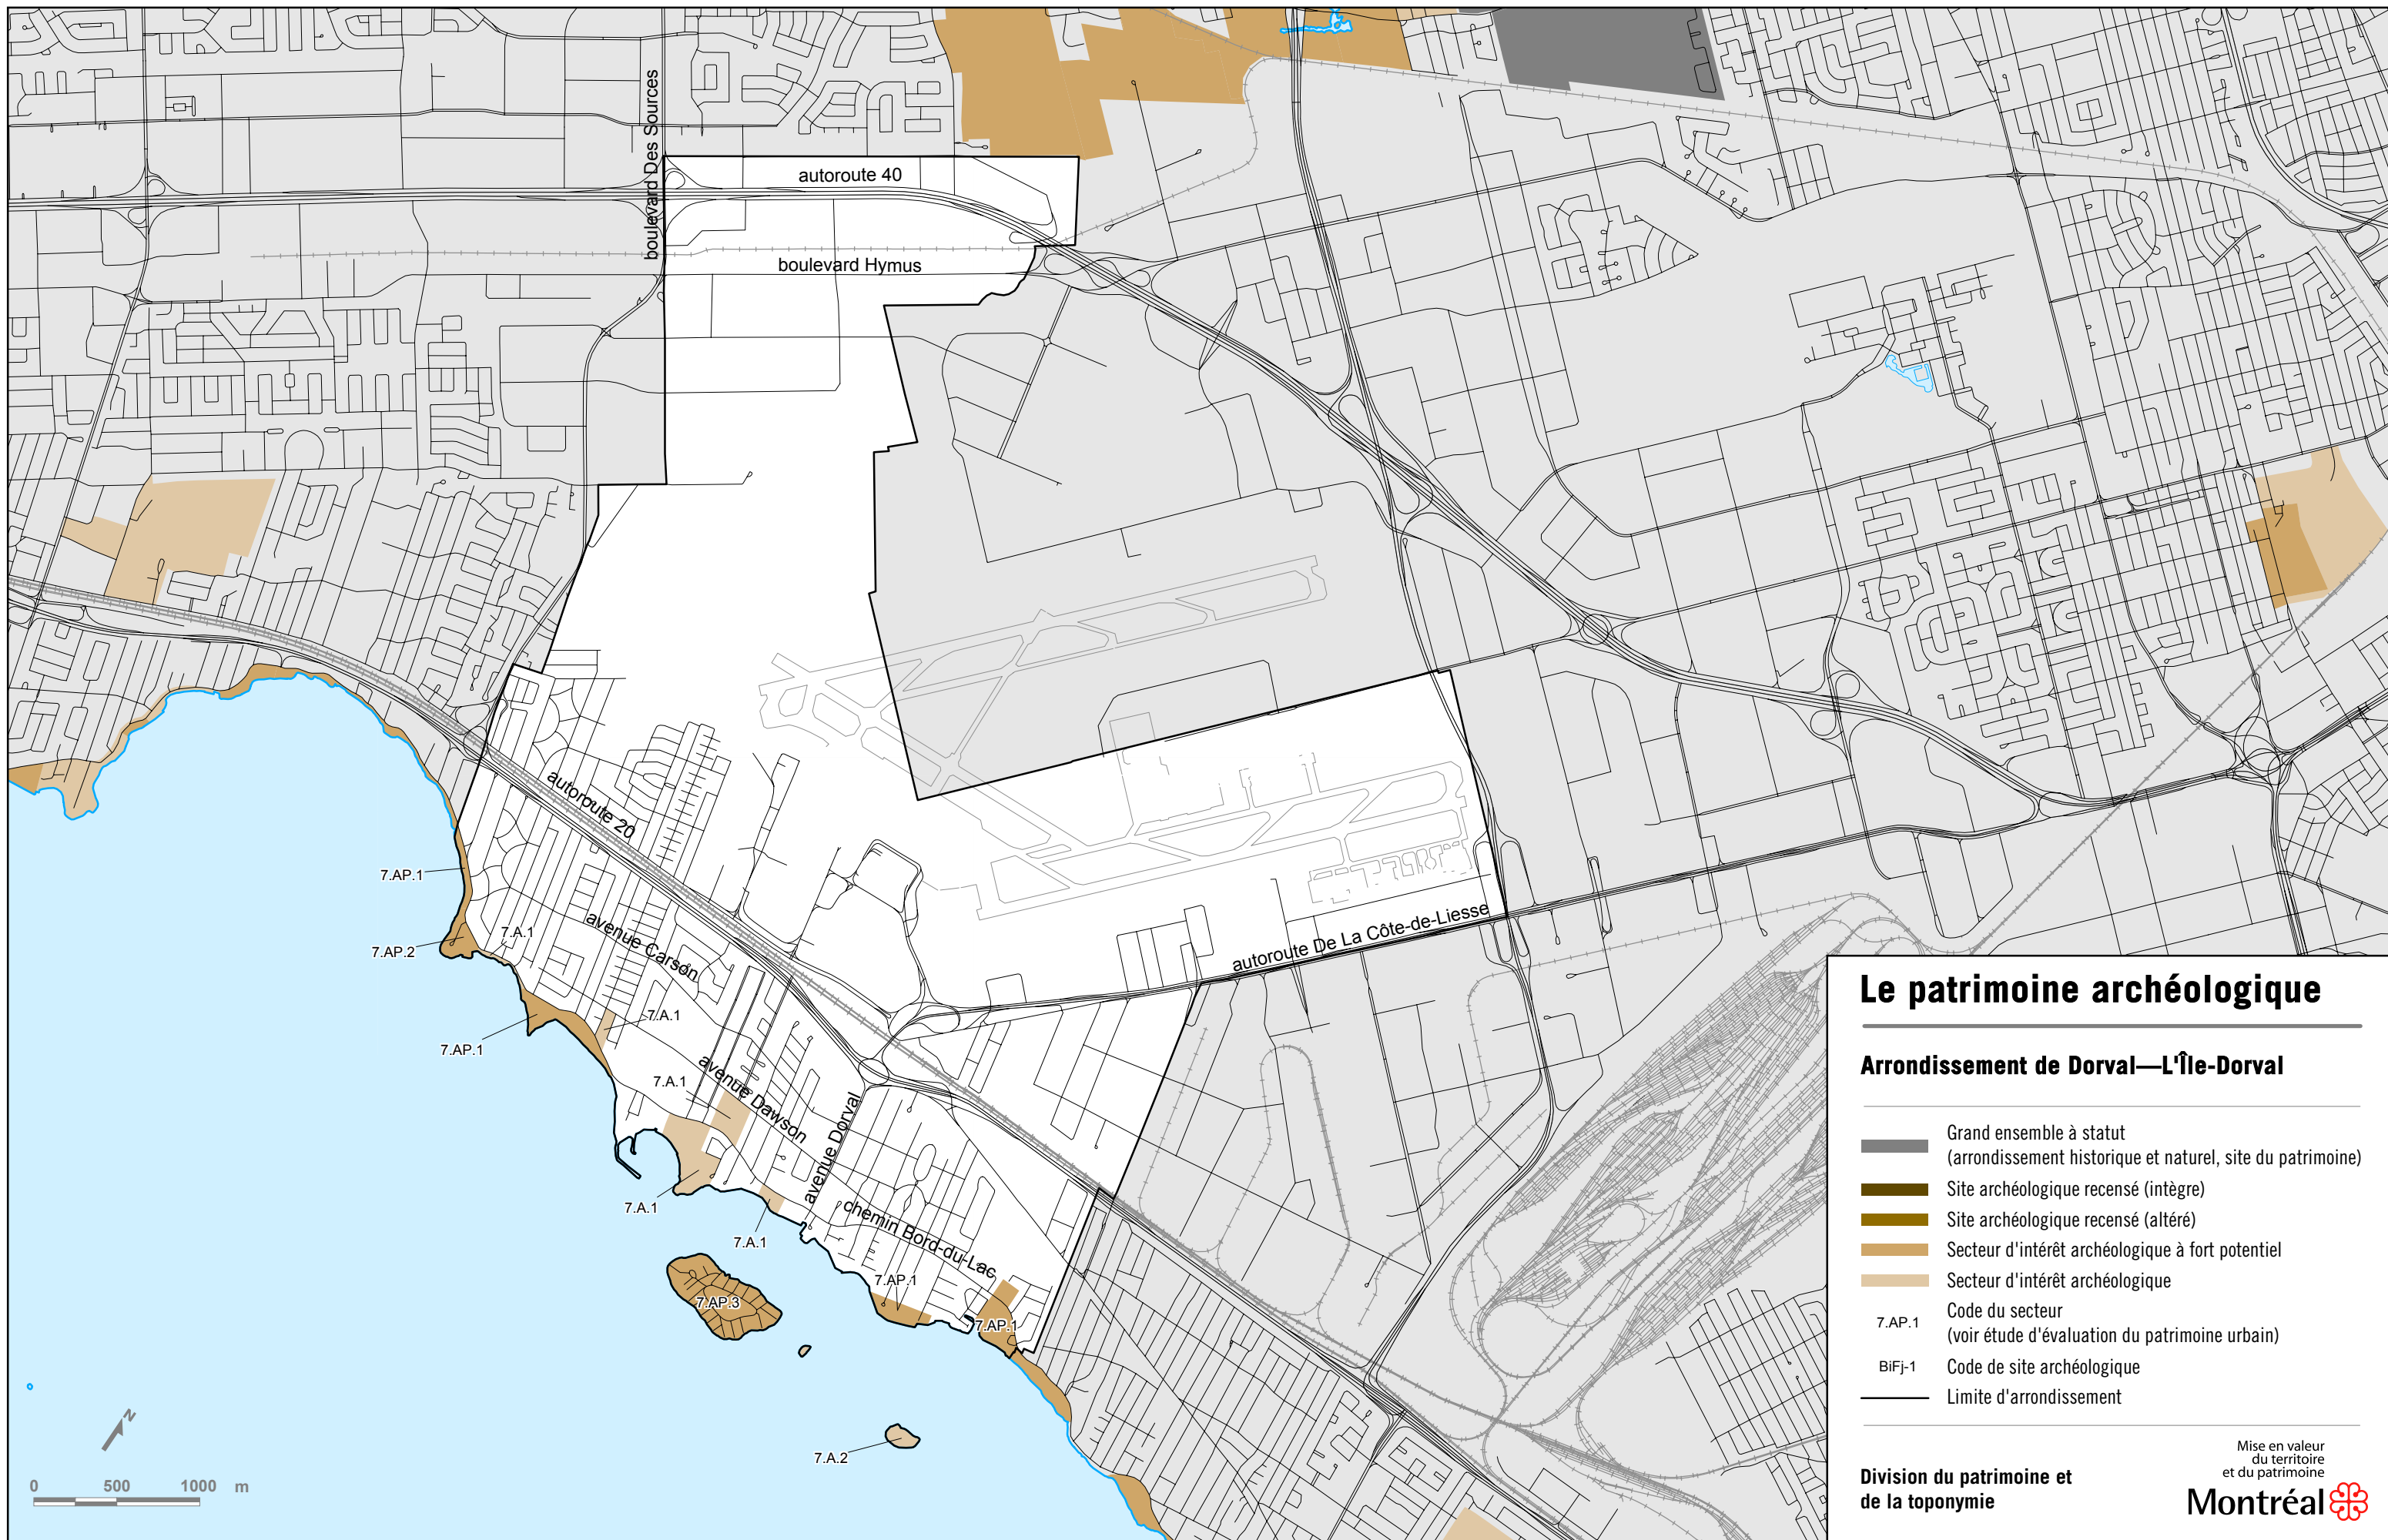 boulevard Des Sources
autoroute 40
boulevard Hymus
autoroute 20
7.AP.1
7.AP.2
7.A.1
avenue Carson
autoroute De La Côte-de-Liesse
7.A.1
7.AP.1
avenue Dawson
7.A.1
avenue Dorval
7.A.1
7.A.1
chemin Bord-du-Lac
7.AP.1
7.AP.3
7.AP.1
7.A.2
N
0 500 1000 m
Le patrimoine archéologique
Arrondissement de Dorval—L'Île-Dorval
Grand ensemble à statut
(arrondissement historique et naturel, site du patrimoine)
Site archéologique recensé (intègre)
Site archéologique recensé (altéré)
Secteur d'intérêt archéologique à fort potentiel
Secteur d'intérêt archéologique
7.AP.1 Code du secteur
(voir étude d'évaluation du patrimoine urbain)
BiFj-1 Code de site archéologique
Limite d'arrondissement
Division du patrimoine et
de la toponymie
Mise en valeur
du territoire
et du patrimoine
Montréal